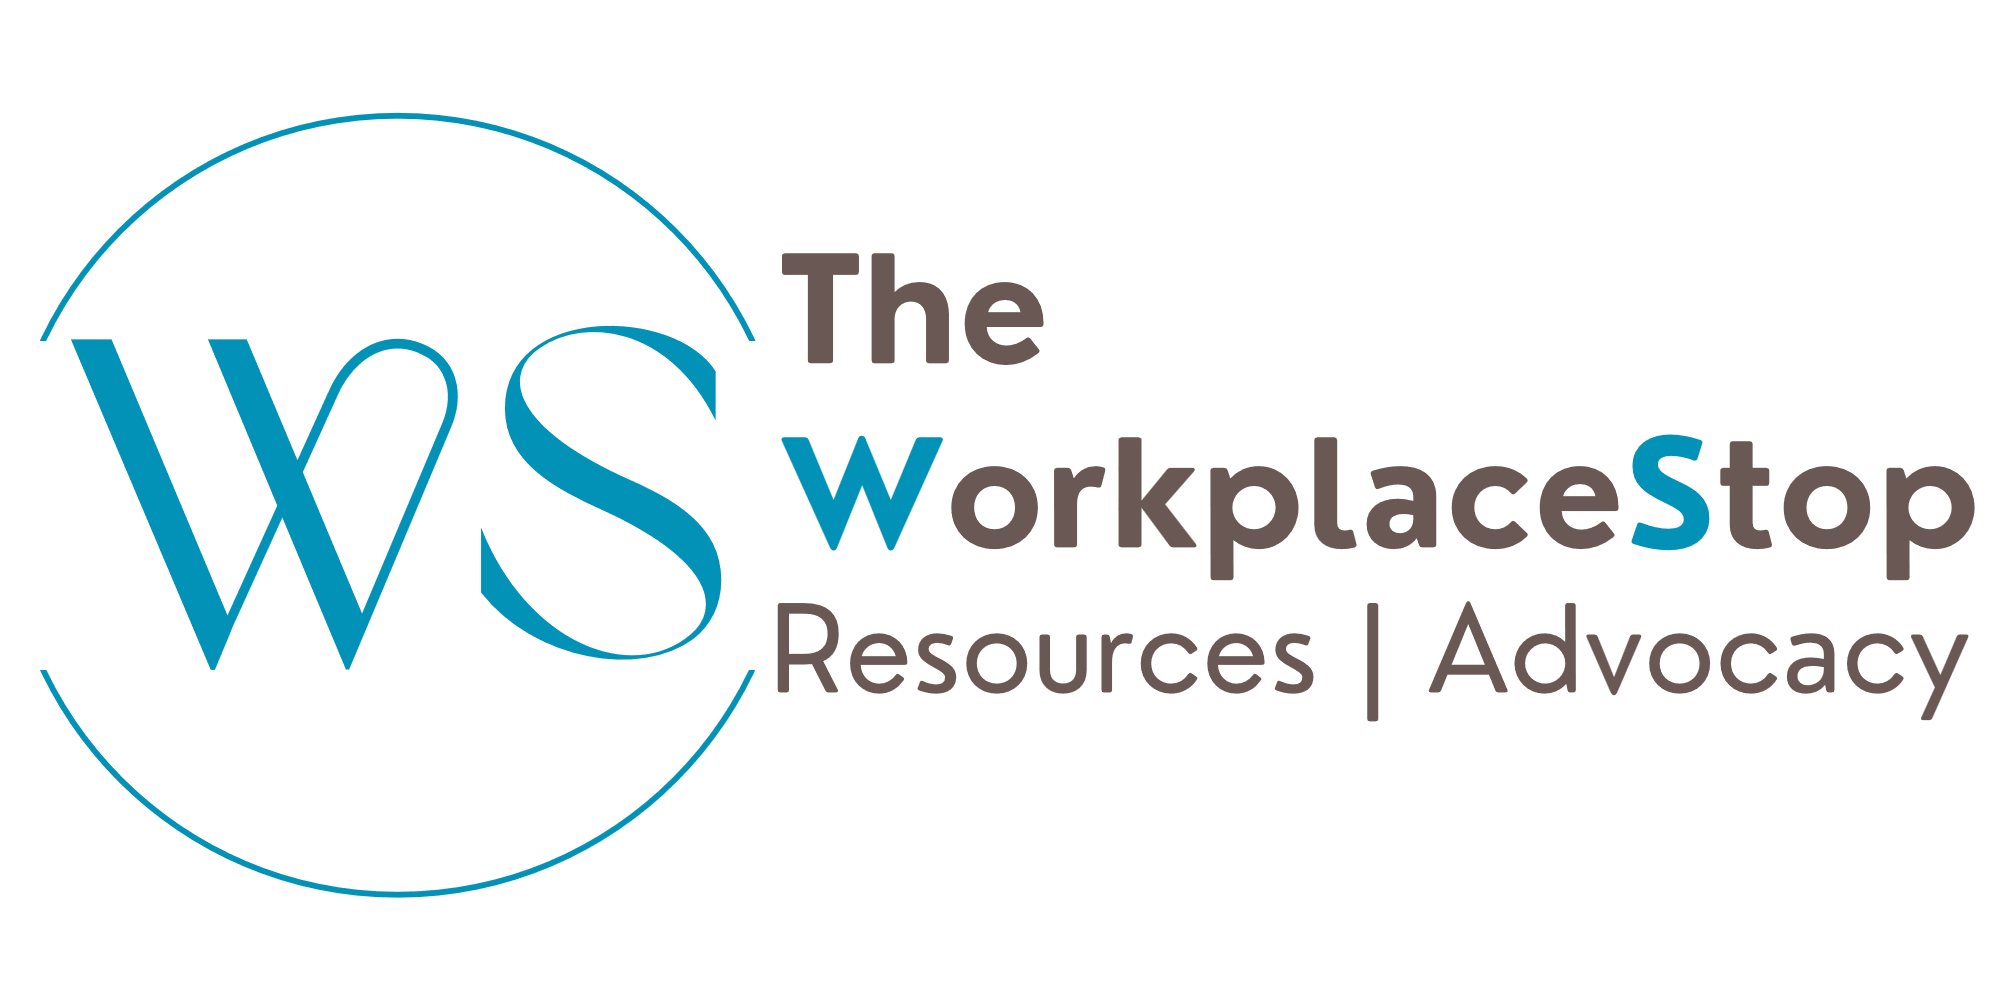 WS
The
WorkplaceStop
Resources | Advocacy